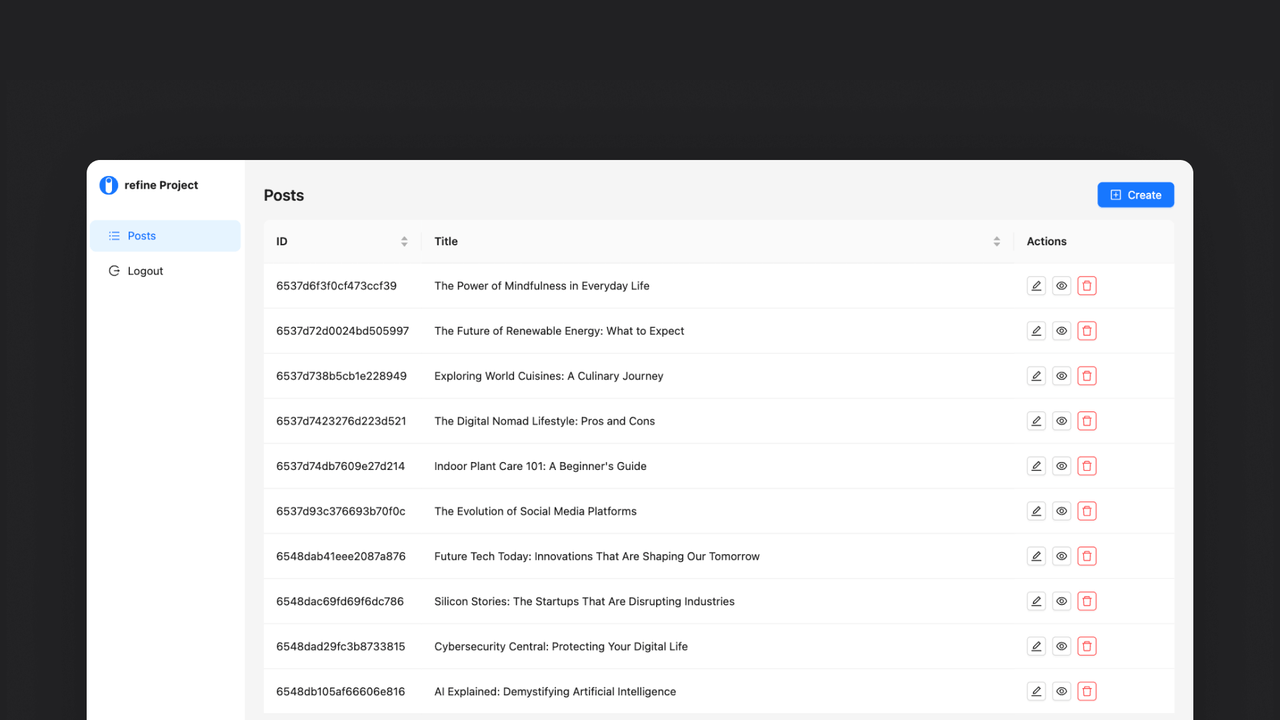 refine Project
Posts
Logout
Posts
Create
ID Title Actions
6537d6f3f0cf473ccf39 The Power of Mindfulness in Everyday Life
6537d72d0024bd505997 The Future of Renewable Energy: What to Expect
6537d738b5cb1e228949 Exploring World Cuisines: A Culinary Journey
6537d7423276d223d521 The Digital Nomad Lifestyle: Pros and Cons
6537d74db7609e27d214 Indoor Plant Care 101: A Beginner's Guide
6537d93c376693b70f0c The Evolution of Social Media Platforms
6548dab41eee2087a876 Future Tech Today: Innovations That Are Shaping Our Tomorrow
6548dac69fd69f6dc786 Silicon Stories: The Startups That Are Disrupting Industries
6548dad29fc3b8733815 Cybersecurity Central: Protecting Your Digital Life
6548db105af66606e816 AI Explained: Demystifying Artificial Intelligence